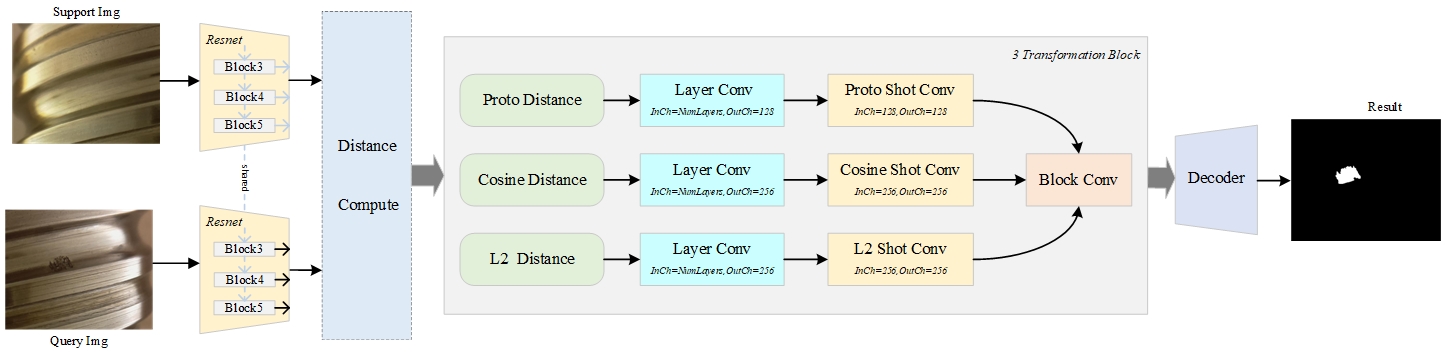 Support Img
Resnet
Block3
Block4
Block5
shared
Resnet
Block3
Block4
Block5
Query Img
Distance
Compute
3 Transformation Block
Proto Distance
Layer Conv
InCh=NumLayers,OutCh=128
Proto Shot Conv
InCh=128,OutCh=128
Cosine Distance
Layer Conv
InCh=NumLayers,OutCh=256
Cosine Shot Conv
InCh=256,OutCh=256
Block Conv
L2 Distance
Layer Conv
InCh=NumLayers,OutCh=256
L2 Shot Conv
InCh=256,OutCh=256
Decoder
Result